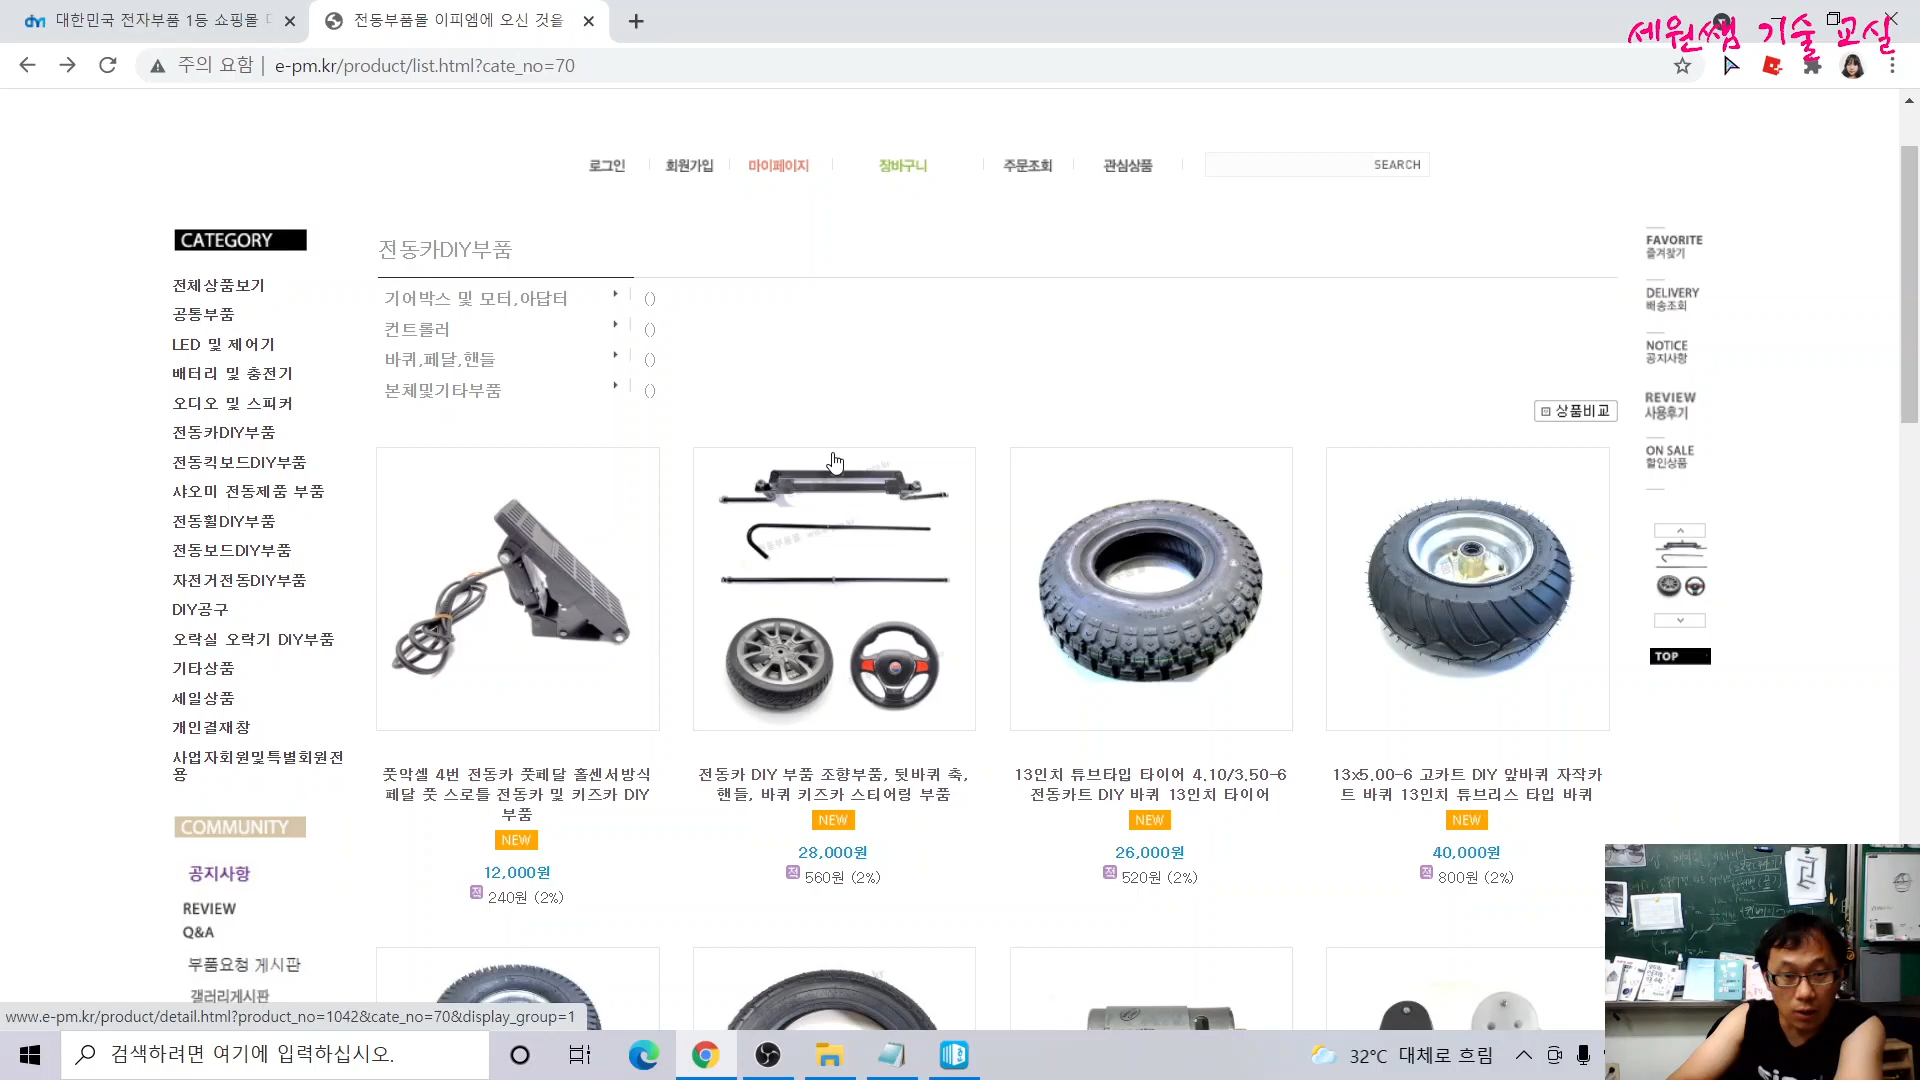 대한민국 전자부품 1등 쇼핑몰
전동부품몰 이피엠에 오신 것을
세원쌤 기술 교실
주의 요함
e-pm.kr/product/list.html?cate_no=70
로그인
회원가입
마이페이지
장바구니
주문조회
관심상품
SEARCH
CATEGORY
전체상품보기
공통부품
LED 및 제어기
배터리 및 충전기
오디오 및 스피커
전동카DIY부품
전동킥보드DIY부품
샤오미 전동제품 부품
전동휠DIY부품
전동보드DIY부품
자전거전동DIY부품
DIY공구
오락실 오락기 DIY부품
기타상품
세일상품
개인결재창
사업자회원및특별회원전
용
COMMUNITY
공지사항
REVIEW
Q&A
부품요청 게시판
갤러리게시판
전동카DIY부품
기어박스 및 모터,아답터 ()
컨트롤러 ()
바퀴,페달,핸들 ()
본체및기타부품 ()
상품비교
풋악셀 4번 전동카 풋페달 홀센서방식
페달 풋 스로틀 전동카 및 키즈카 DIY
부품
NEW
12,000원
적 240원 (2%)
전동카 DIY 부품 조향부품, 뒷바퀴 축,
핸들, 바퀴 키즈카 스티어링 부품
NEW
28,000원
적 560원 (2%)
13인치 튜브타입 타이어 4.10/3.50-6
전동카트 DIY 바퀴 13인치 타이어
NEW
26,000원
적 520원 (2%)
13x5.00-6 고카트 DIY 앞바퀴 자작카
트 바퀴 13인치 튜브리스 타입 바퀴
NEW
40,000원
적 800원 (2%)
FAVORITE
즐겨찾기
DELIVERY
배송조회
NOTICE
공지사항
REVIEW
사용후기
ON SALE
할인상품
TOP
www.e-pm.kr/product/detail.html?product_no=1042&cate_no=70&display_group=1
검색하려면 여기에 입력하십시오.
32°C 대체로 흐림